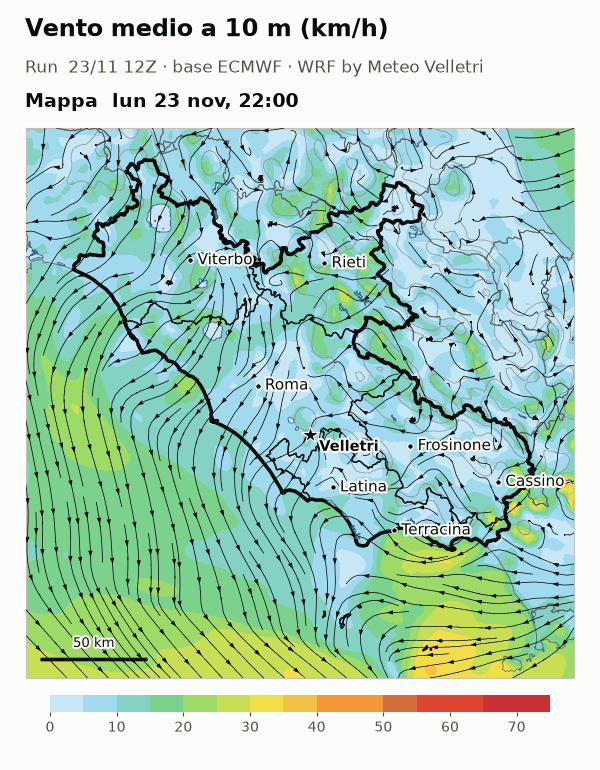 Vento medio a 10 m (km/h)
Run 23/11 12Z · base ECMWF · WRF by Meteo Velletri
Mappa lun 23 nov, 22:00
Viterbo
Rieti
Roma
Velletri
Frosinone
Cassino
Latina
Terracina
50 km
0 10 20 30 40 50 60 70